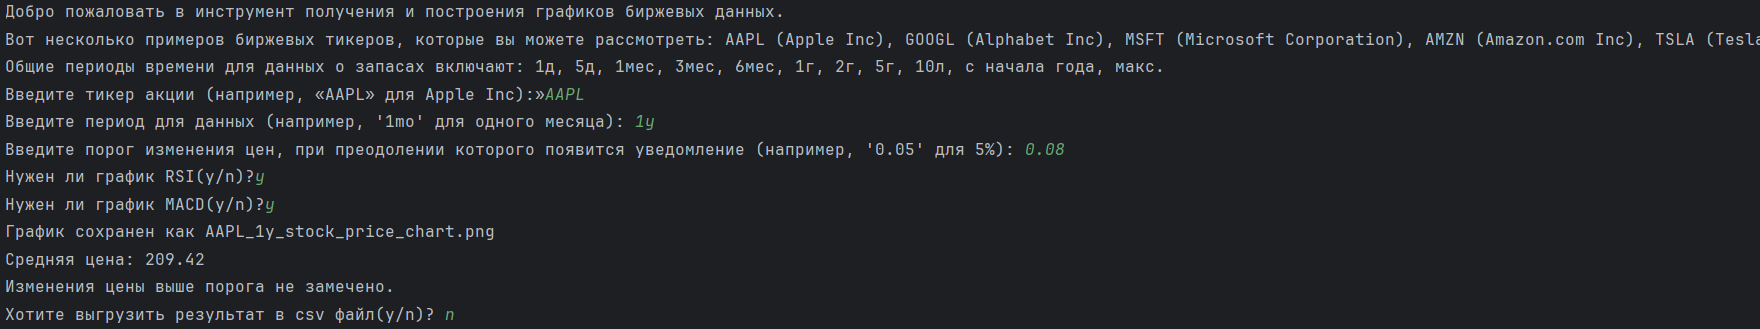 Добро пожаловать в инструмент получения и построения графиков биржевых данных.
Вот несколько примеров биржевых тикеров, которые вы можете рассмотреть: AAPL (Apple Inc), GOOGL (Alphabet Inc), MSFT (Microsoft Corporation), AMZN (Amazon.com Inc), TSLA (Tesla
Общие периоды времени для данных о запасах включают: 1д, 5д, 1мес, 3мес, 6мес, 1г, 2г, 5г, 10л, с начала года, макс.
Введите тикер акции (например, «AAPL» для Apple Inc):»AAPL
Введите период для данных (например, '1mo' для одного месяца): 1y
Введите порог изменения цен, при преодолении которого появится уведомление (например, '0.05' для 5%): 0.08
Нужен ли график RSI(y/n)?y
Нужен ли график MACD(y/n)?y
График сохранен как AAPL_1y_stock_price_chart.png
Средняя цена: 209.42
Изменения цены выше порога не замечено.
Хотите выгрузить результат в csv файл(y/n)? n